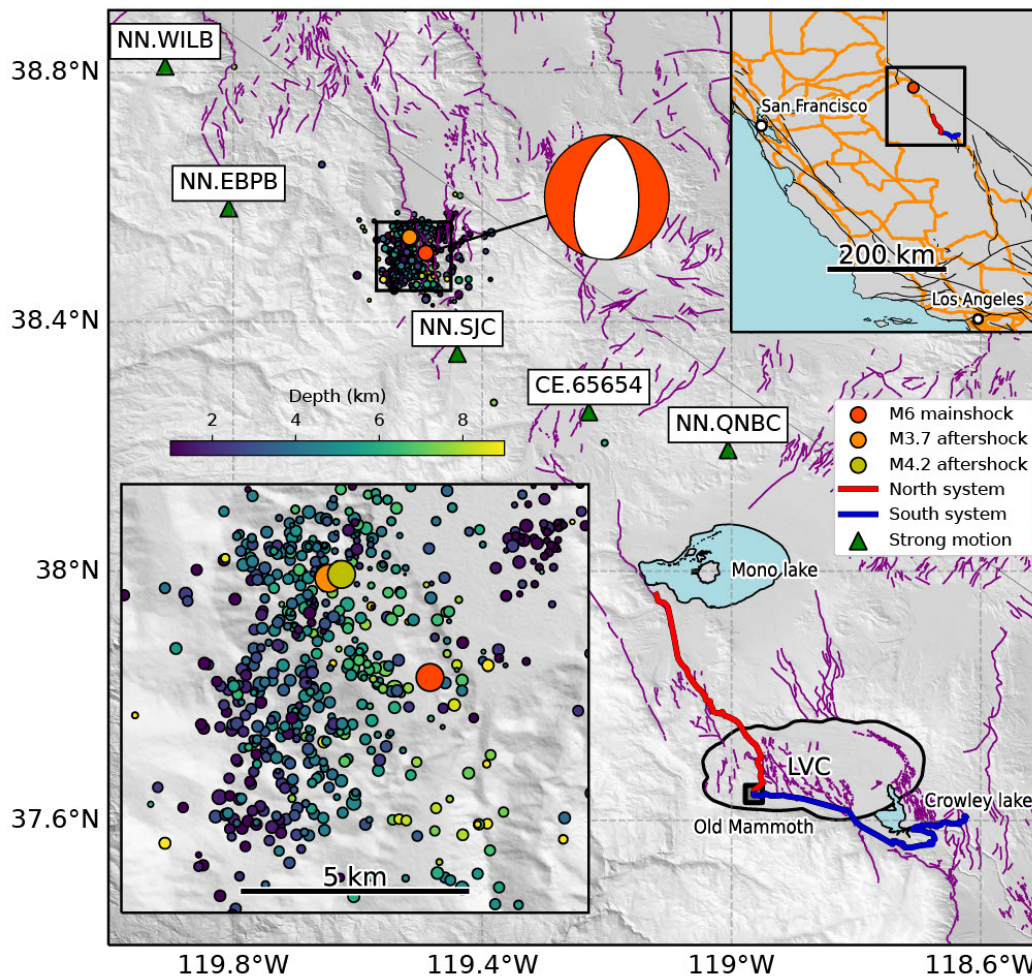 NN.WILB
38.8°N
San Francisco
NN.EBPB
200 km
Los Angeles
38.4°N
NN.SJC
CE.65654
Depth (km)
2 4 6 8
NN.QNBC
M6 mainshock
M3.7 aftershock
M4.2 aftershock
North system
South system
Strong motion
38°N
Mono lake
LVC
Crowley lake
37.6°N
Old Mammoth
5 km
119.8°W 119.4°W 119°W 118.6°W